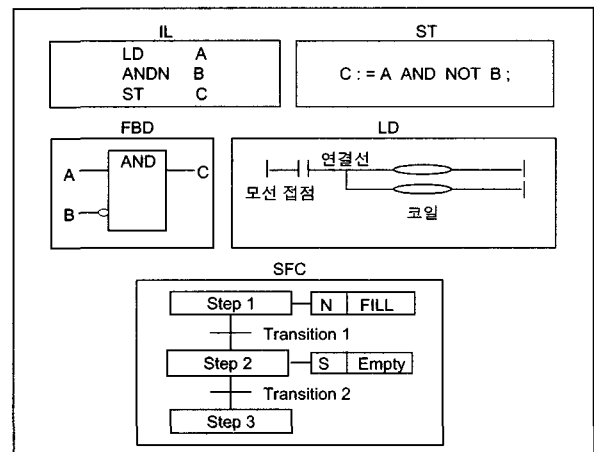 IL
LD A
ANDN B
ST C
ST
C : = A AND NOT B ;
FBD
AND
A
C
B
LD
연결선
모선 접점
코일
SFC
Step 1
N FILL
Transition 1
Step 2
S Empty
Transition 2
Step 3